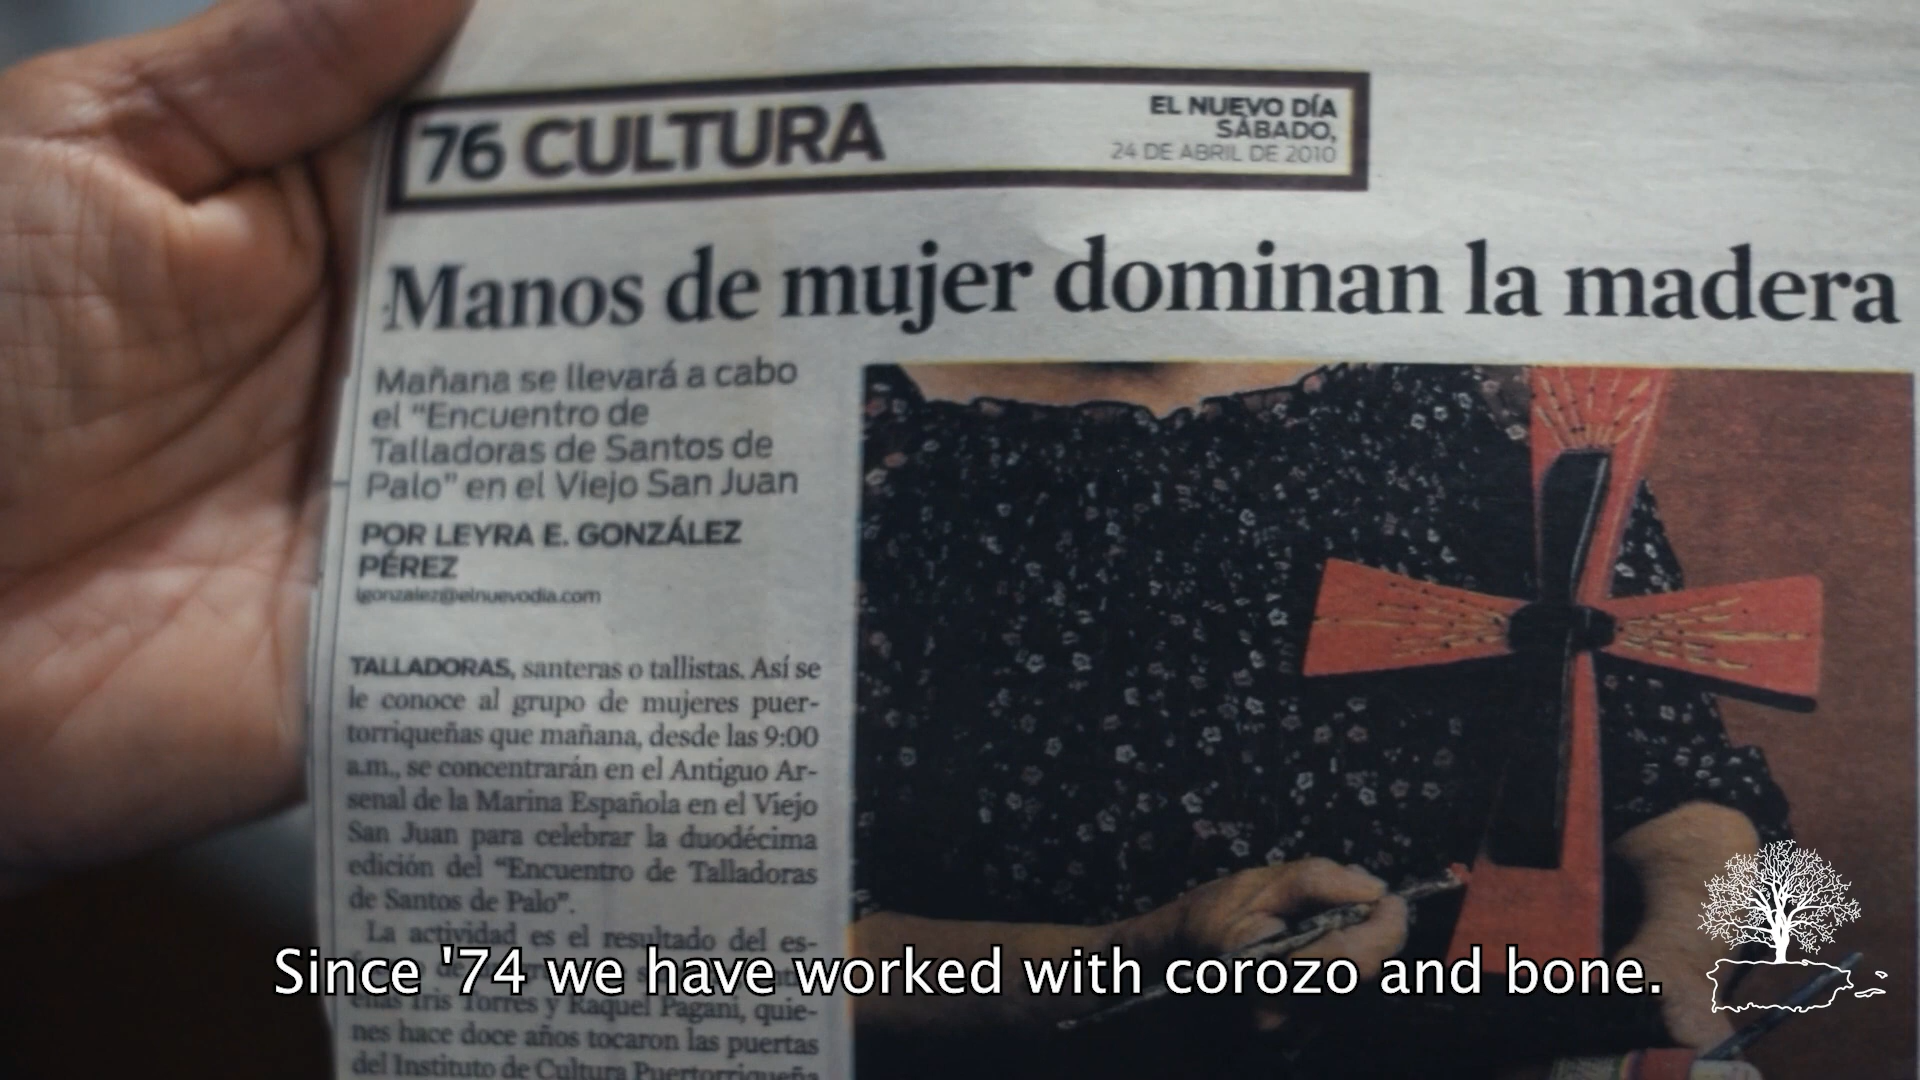 76 CULTURA
EL NUEVO DÍA
SÁBADO,
24 DE ABRIL DE 2010
Manos de mujer dominan la madera
Mañana se llevará a cabo
el "Encuentro de
Talladoras de Santos de
Palo" en el Viejo San Juan
POR LEYRA E. GONZÁLEZ
PÉREZ
lgonzalez@elnuevodia.com
TALLADORAS, santeras o tallistas. Así se
le conoce al grupo de mujeres puer-
torriqueñas que mañana, desde las 9:00
a.m., se concentrarán en el Antiguo Ar-
senal de la Marina Española en el Viejo
San Juan para celebrar la duodécima
edición del “Encuentro de Talladoras
de Santos de Palo”.
La actividad es el resultado del es-
Iris Torres y Raquel Pagani, quie-
nes hace doce años tocaron las puertas
del Instituto de Cultura Puertorriqueña
Since '74 we have worked with corozo and bone.